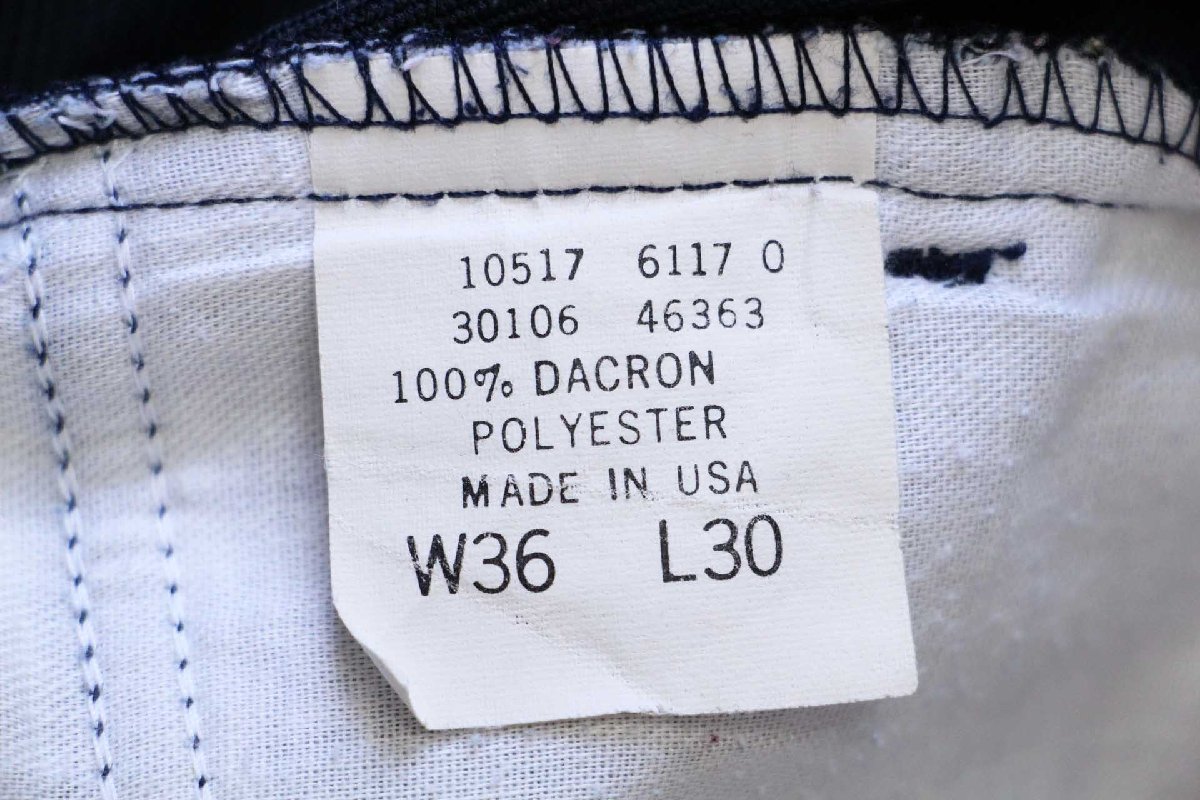 10517 6117 0
30106 46363
100% DACRON
POLYESTER
MADE IN USA
W36 L30